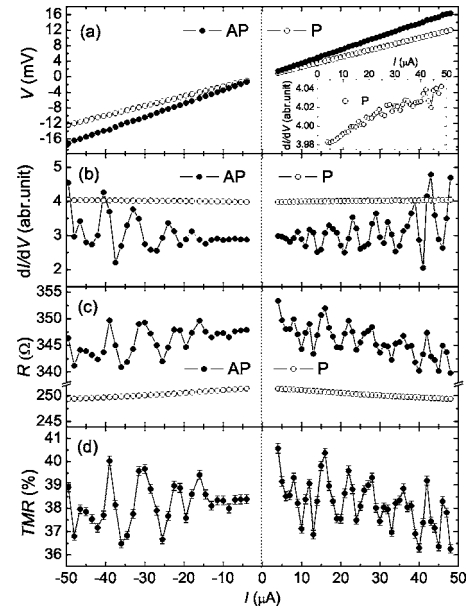 16
12
8
4
0
-4
-8
-12
-16
V (mV)
(a)
AP
P
I (μA)
0 10 20 30 40 50
4.04
4.02
4.00
3.98
dI/dV (abr.unit)
P
5
4
3
2
dI/dV (abr.unit)
(b)
AP
P
355
350
345
340
250
245
R (Ω)
(c)
AP
P
41
40
39
38
37
36
TMR (%)
(d)
-50 -40 -30 -20 -10 0 10 20 30 40 50
I (μA)